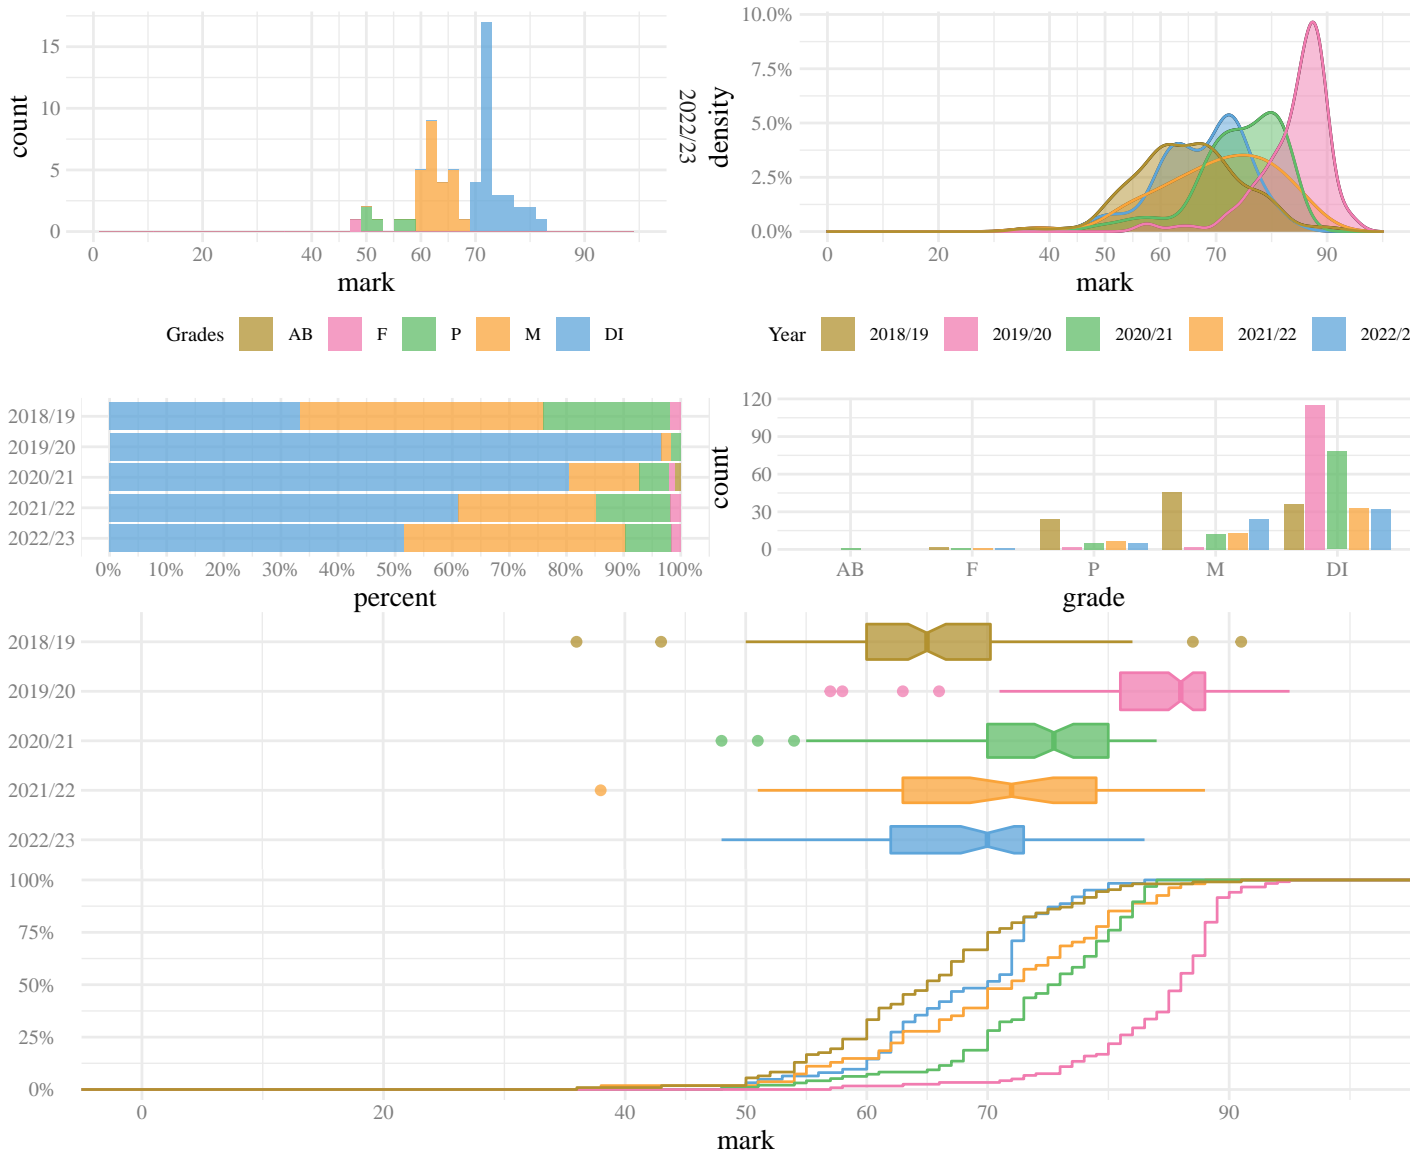 15
10
5
0
count
0 20 40 50 60 70 90
mark
2022/23
10.0%
7.5%
5.0%
2.5%
0.0%
density
0 20 40 50 60 70 90
mark
Grades AB F P M DI
Year 2018/19 2019/20 2020/21 2021/22 2022/2
2018/19
2019/20
2020/21
2021/22
2022/23
0% 10% 20% 30% 40% 50% 60% 70% 80% 90% 100%
percent
120
90
60
30
0
count
AB F P M DI
grade
2018/19
2019/20
2020/21
2021/22
2022/23
100%
75%
50%
25%
0%
0 20 40 50 60 70 90
mark